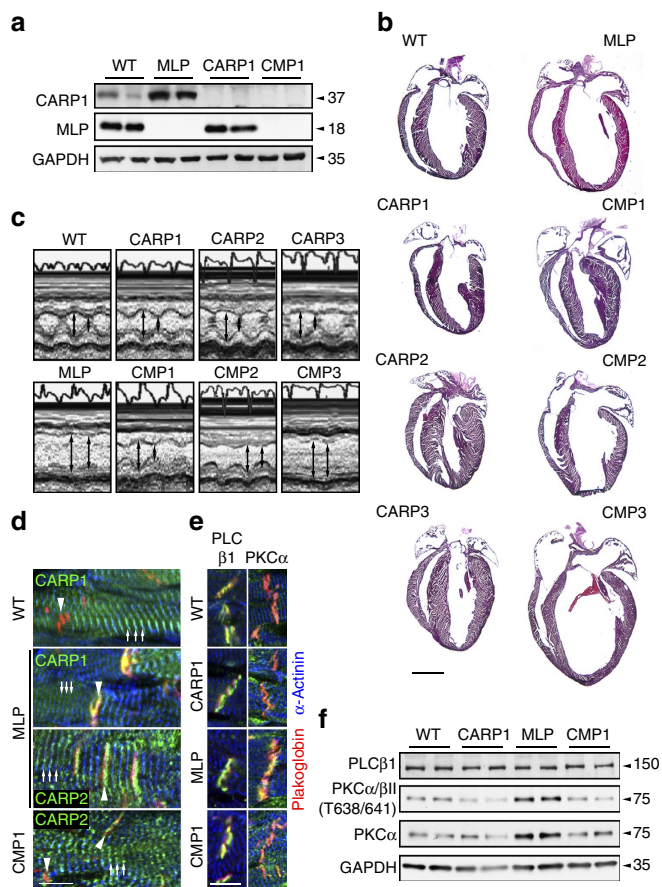 a
WT MLP CARP1 CMP1
CARP1 37
MLP 18
GAPDH 35
b
WT MLP
CARP1 CMP1
CARP2 CMP2
CARP3 CMP3
c
WT CARP1 CARP2 CARP3
MLP CMP1 CMP2 CMP3
d
WT
CARP1
MLP
CARP1
CARP2
CMP1
CARP2
e
PLC β1 PKCα
WT
CARP1
MLP
CMP1
α-Actinin
Plakoglobin
f
WT CARP1 MLP CMP1
PLCβ1 150
PKCα/βII (T638/641) 75
PKCα 75
GAPDH 35